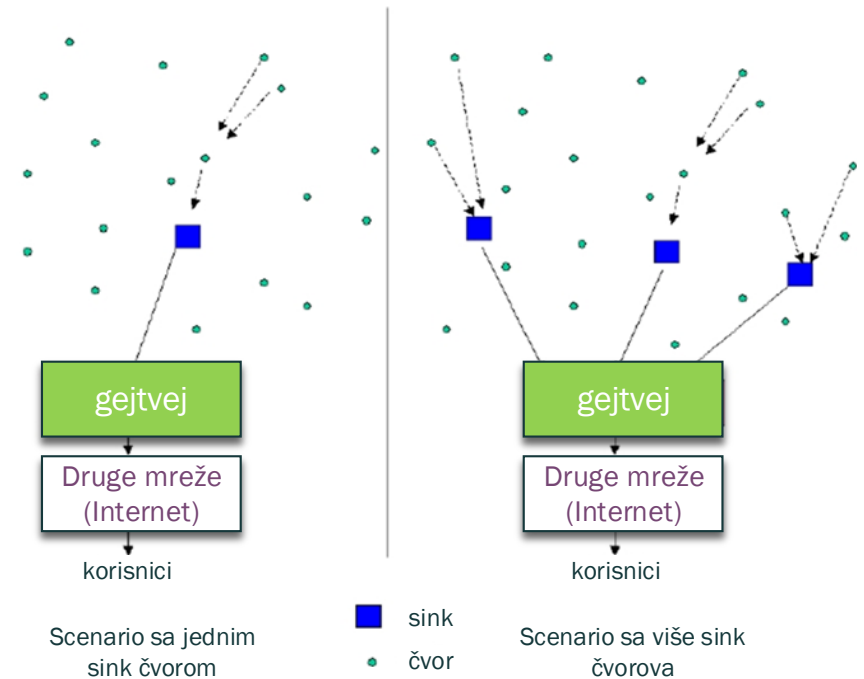 gejtvej
Druge mreže
(Internet)
korisnici
Scenario sa jednim
sink čvorom
sink
čvor
gejtvej
Druge mreže
(Internet)
korisnici
Scenario sa više sink
čvorova